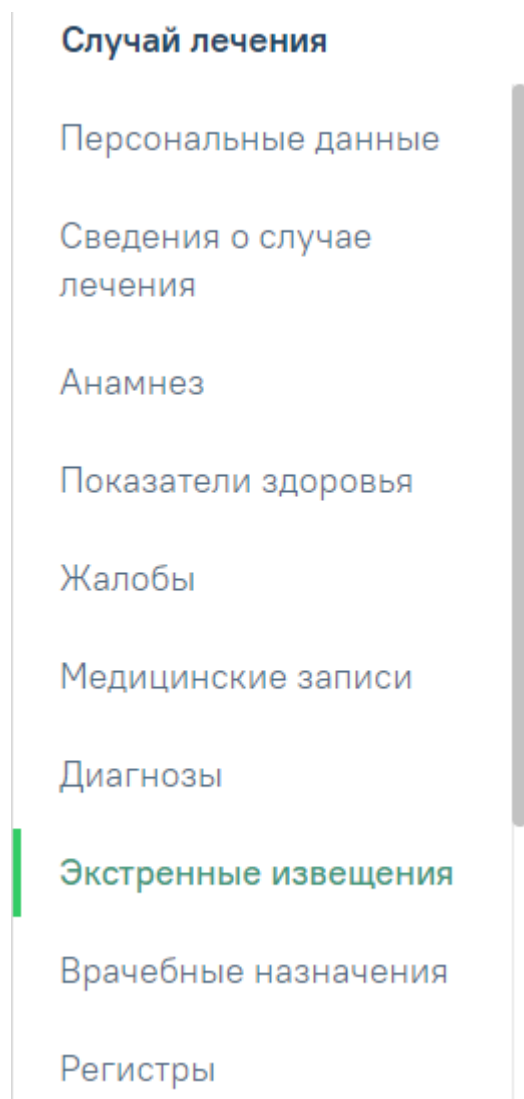 Случай лечения
Персональные данные
Сведения о случае
лечения
Анамнез
Показатели здоровья
Жалобы
Медицинские записи
Диагнозы
Экстренные извещения
Врачебные назначения
Регистры